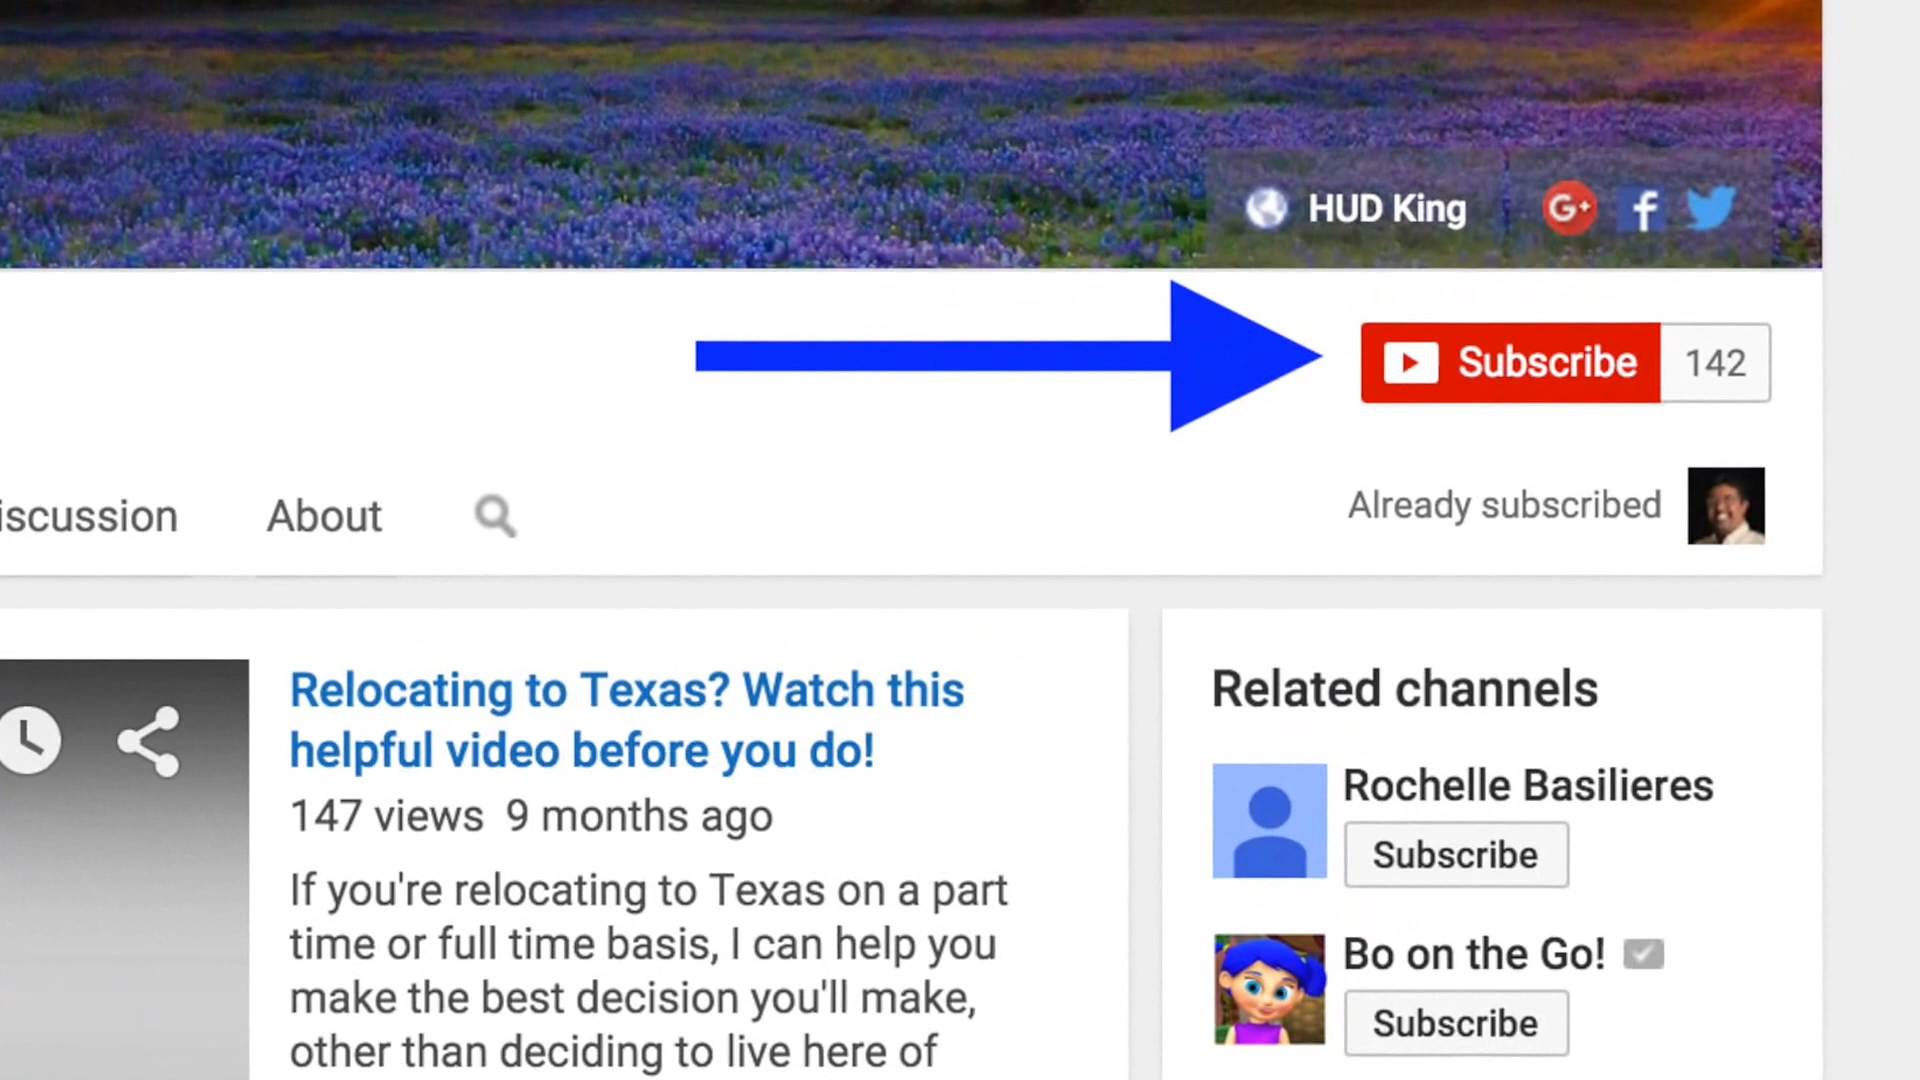 HUD King
G+
f
Subscribe 142
iscussion About
Already subscribed
Relocating to Texas? Watch this
helpful video before you do!
147 views 9 months ago
If you're relocating to Texas on a part
time or full time basis, I can help you
make the best decision you'll make,
other than deciding to live here of
Related channels
Rochelle Basilieres
Subscribe
Bo on the Go!
Subscribe